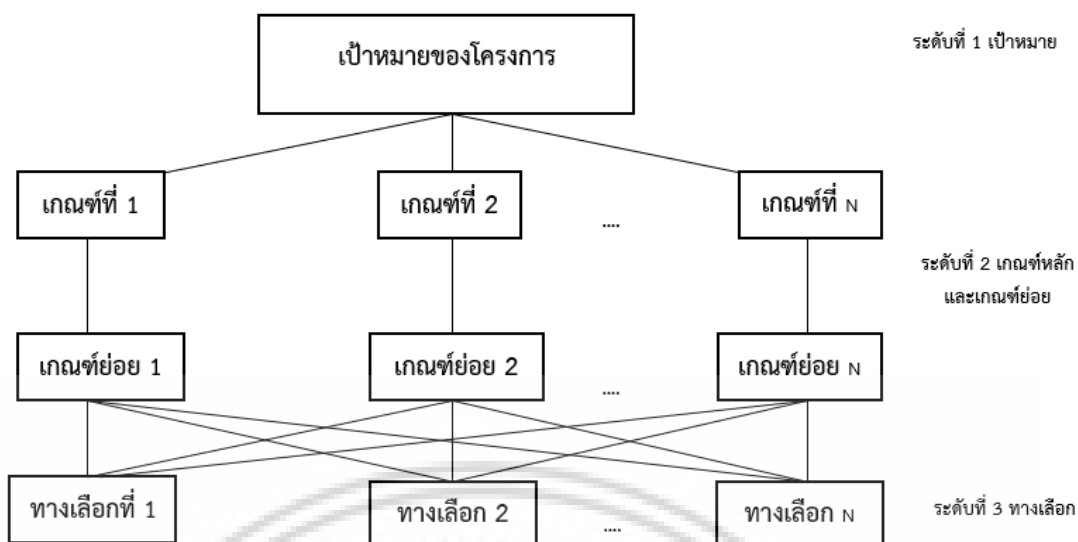 เป้าหมายของโครงการ
ระดับที่ 1 เป้าหมาย
เกณฑ์ที่ 1
เกณฑ์ที่ 2
....
เกณฑ์ที่ N
ระดับที่ 2 เกณฑ์หลัก
และเกณฑ์ย่อย
เกณฑ์ย่อย 1
เกณฑ์ย่อย 2
....
เกณฑ์ย่อย N
ทางเลือกที่ 1
ทางเลือก 2
....
ทางเลือก N
ระดับที่ 3 ทางเลือก